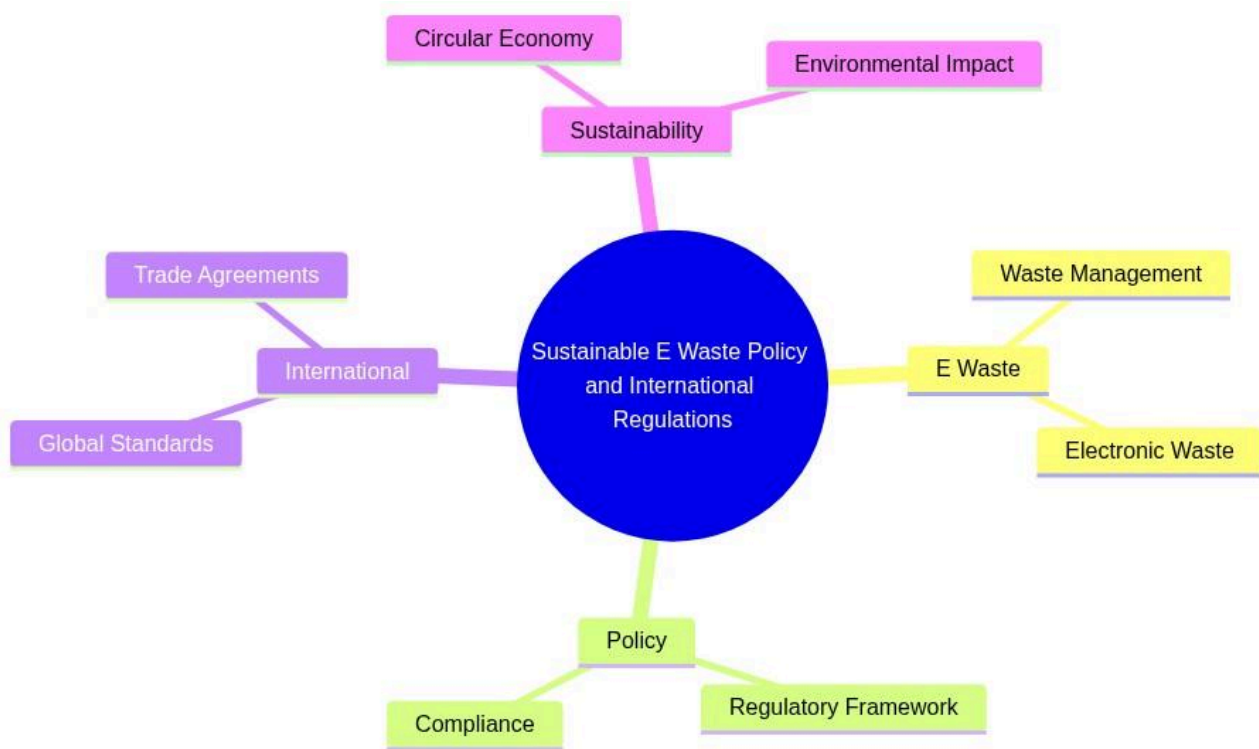 Circular Economy
Environmental Impact
Sustainability
Trade Agreements
International
Global Standards
Sustainable E Waste Policy
and International
Regulations
Waste Management
E Waste
Electronic Waste
Policy
Compliance
Regulatory Framework